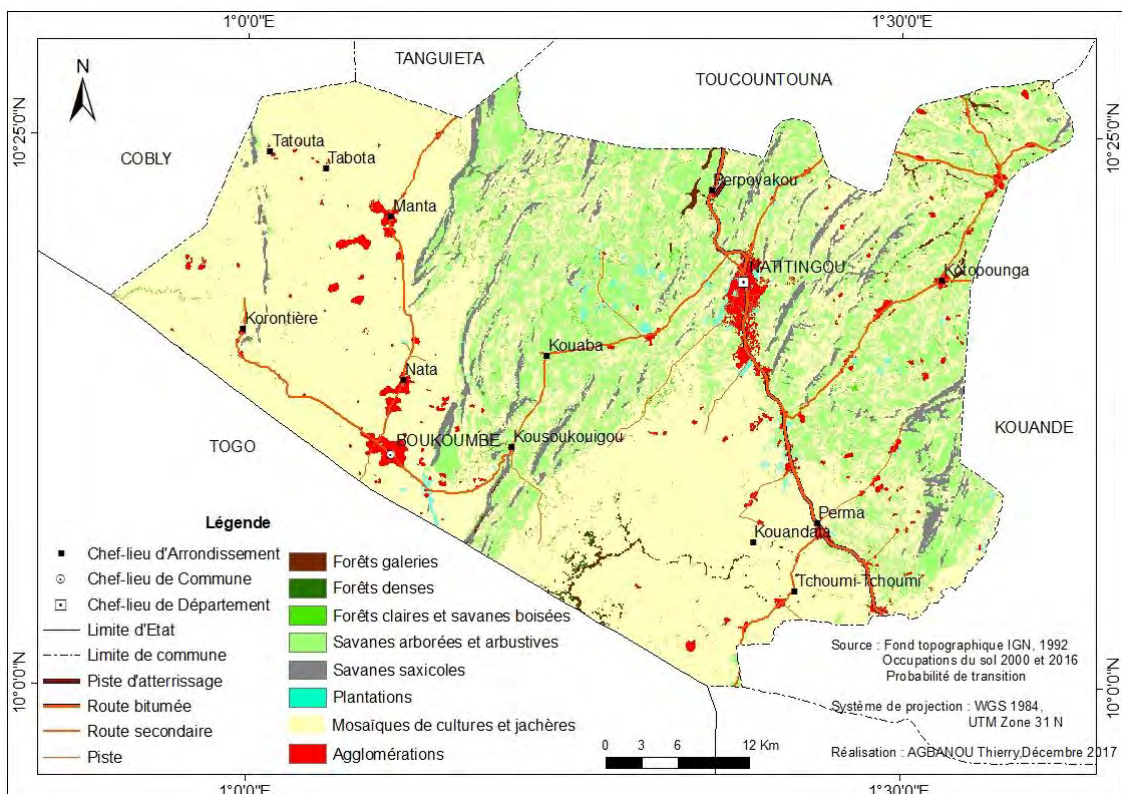 1°0'0"E
1°30'0"E
TANGUIETA
TOUCOUNTOUNA
N
10°25'0"N
10°25'0"N
COBLY
Tatouta
Tabota
Perpoyakou
Manta
NATITINGOU
Kotopounga
Korontière
Kouaba
Nata
TOGO
BOUKOUMBE
Kousoukouigou
KOUANDE
Perma
Kouandata
Tchoumi-Tchoumi
Légende
Chef-lieu d'Arrondissement
Chef-lieu de Commune
Chef-lieu de Département
Limite d'Etat
Limite de commune
Piste d'atterrissage
Route bitumée
Route secondaire
Piste
Forêts galeries
Forêts denses
Forêts claires et savanes boisées
Savanes arborées et arbustives
Savanes saxicoles
Plantations
Mosaïques de cultures et jachères
Agglomérations
Source : Fond topographique IGN, 1992
Occupations du sol 2000 et 2016
Probabilité de transition
Système de projection : WGS 1984,
UTM Zone 31 N
Réalisation : AGBANOU Thierry,Décembre 2017
0 3 6 12 Km
10°0'0"N
10°0'0"N
1°0'0"E
1°30'0"E